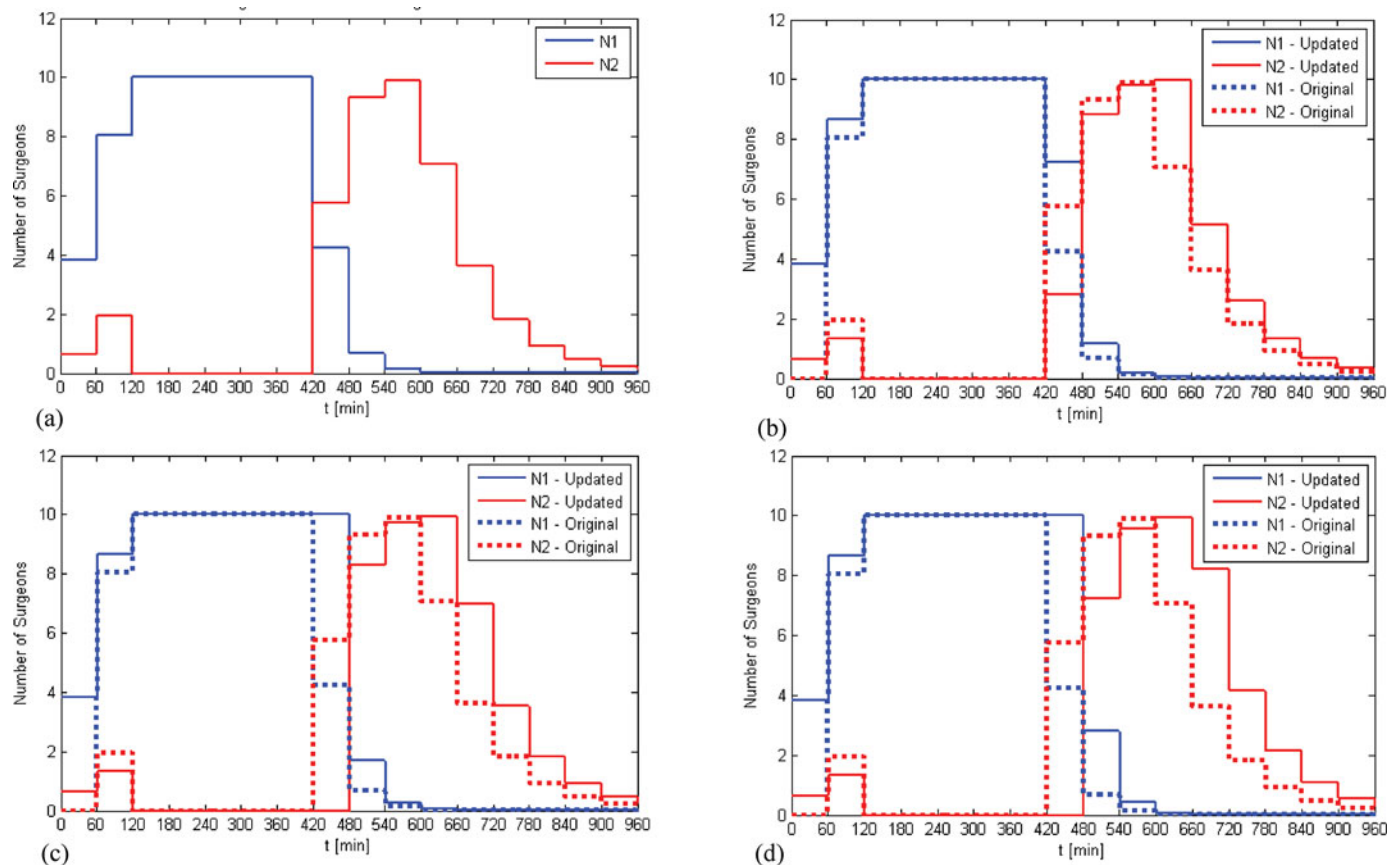 12
10
8
6
4
2
0
Number of Surgeons
N1
N2
0 60 120 180 240 300 360 420 480 540 600 660 720 780 840 900 960
t [min]
(a)
12
10
8
6
4
2
0
Number of Surgeons
N1 - Updated
N2 - Updated
N1 - Original
N2 - Original
0 60 120 180 240 300 360 420 480 540 600 660 720 780 840 900 960
t [min]
(b)
12
10
8
6
4
2
0
Number of Surgeons
N1 - Updated
N2 - Updated
N1 - Original
N2 - Original
0 60 120 180 240 300 360 420 480 540 600 660 720 780 840 900 960
t [min]
(c)
12
10
8
6
4
2
0
Number of Surgeons
N1 - Updated
N2 - Updated
N1 - Original
N2 - Original
0 60 120 180 240 300 360 420 480 540 600 660 720 780 840 900 960
t [min]
(d)